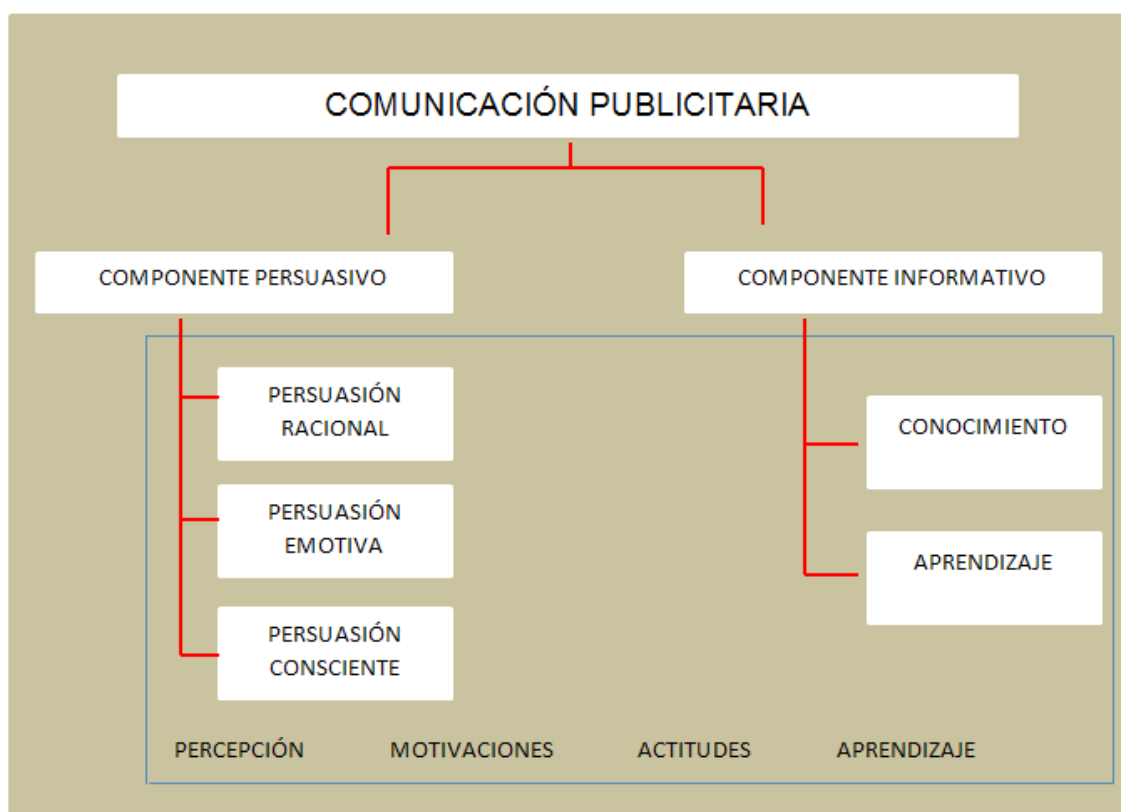 COMUNICACIÓN PUBLICITARIA
COMPONENTE PERSUASIVO
COMPONENTE INFORMATIVO
PERSUASIÓN
RACIONAL
PERSUASIÓN
EMOTIVA
PERSUASIÓN
CONSCIENTE
CONOCIMIENTO
APRENDIZAJE
PERCEPCIÓN MOTIVACIONES ACTITUDES APRENDIZAJE